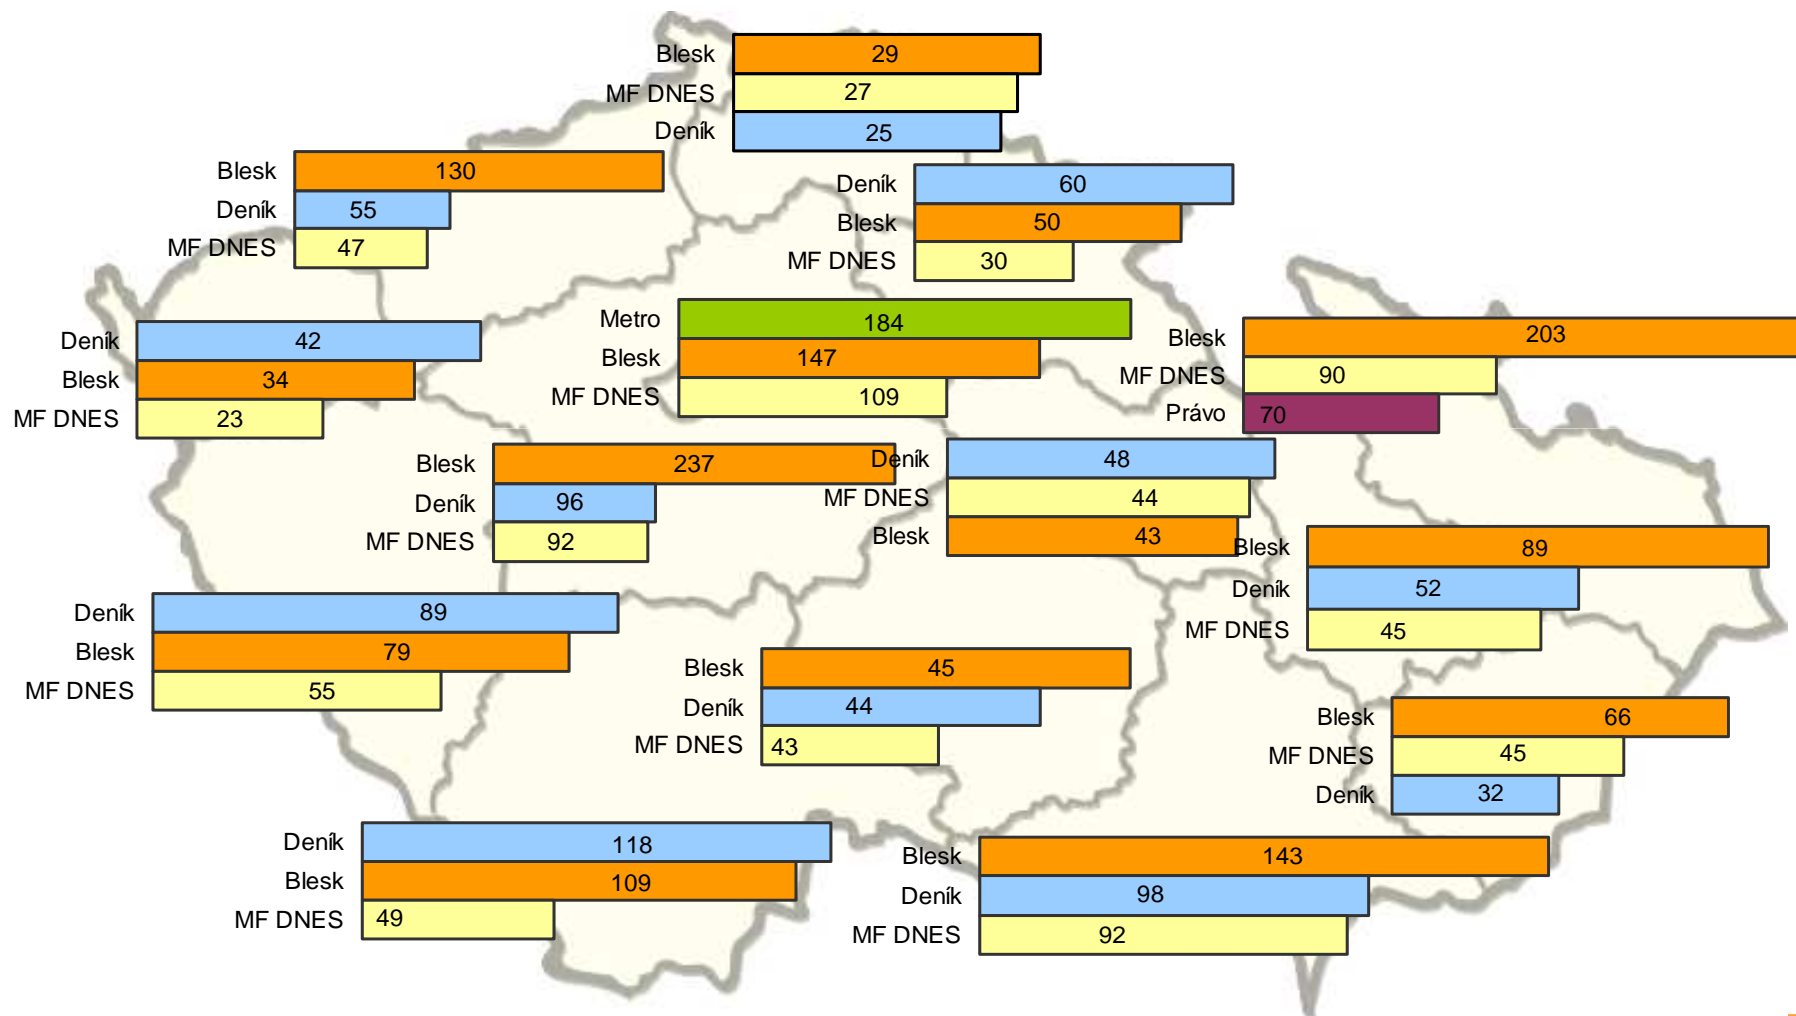 Blesk 29
MF DNES 27
Deník 25
Blesk 130
Deník 55
MF DNES 47
Deník 60
Blesk 50
MF DNES 30
Deník 42
Blesk 34
MF DNES 23
Metro 184
Blesk 147
MF DNES 109
Blesk 203
MF DNES 90
Právo 70
Blesk 237
Deník 96
MF DNES 92
Deník 48
MF DNES 44
Blesk 43
Blesk 89
Deník 52
MF DNES 45
Deník 89
Blesk 79
MF DNES 55
Blesk 45
Deník 44
MF DNES 43
Blesk 66
MF DNES 45
Deník 32
Deník 118
Blesk 109
MF DNES 49
Blesk 143
Deník 98
MF DNES 92